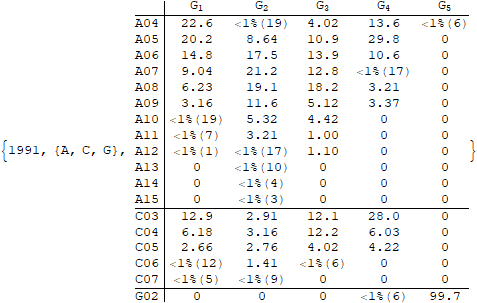 G1 G2 G3 G4 G5
A04 22.6 <1%(19) 4.02 13.6 <1%(6)
A05 20.2 8.64 10.9 29.8 0
A06 14.8 17.5 13.9 10.6 0
A07 9.04 21.2 12.8 <1%(17) 0
A08 6.23 19.1 18.2 3.21 0
A09 3.16 11.6 5.12 3.37 0
A10 <1%(19) 5.32 4.42 0 0
A11 <1%(7) 3.21 1.00 0 0
{1991, {A, C, G}, A12 <1%(1) <1%(17) 1.10 0 0 }
A13 0 <1%(10) 0 0 0
A14 0 <1%(4) 0 0 0
A15 0 <1%(3) 0 0 0
C03 12.9 2.91 12.1 28.0 0
C04 6.18 3.16 12.2 6.03 0
C05 2.66 2.76 4.02 4.22 0
C06 <1%(12) 1.41 <1%(6) 0 0
C07 <1%(5) <1%(9) 0 0 0
G02 0 0 0 <1%(6) 99.7